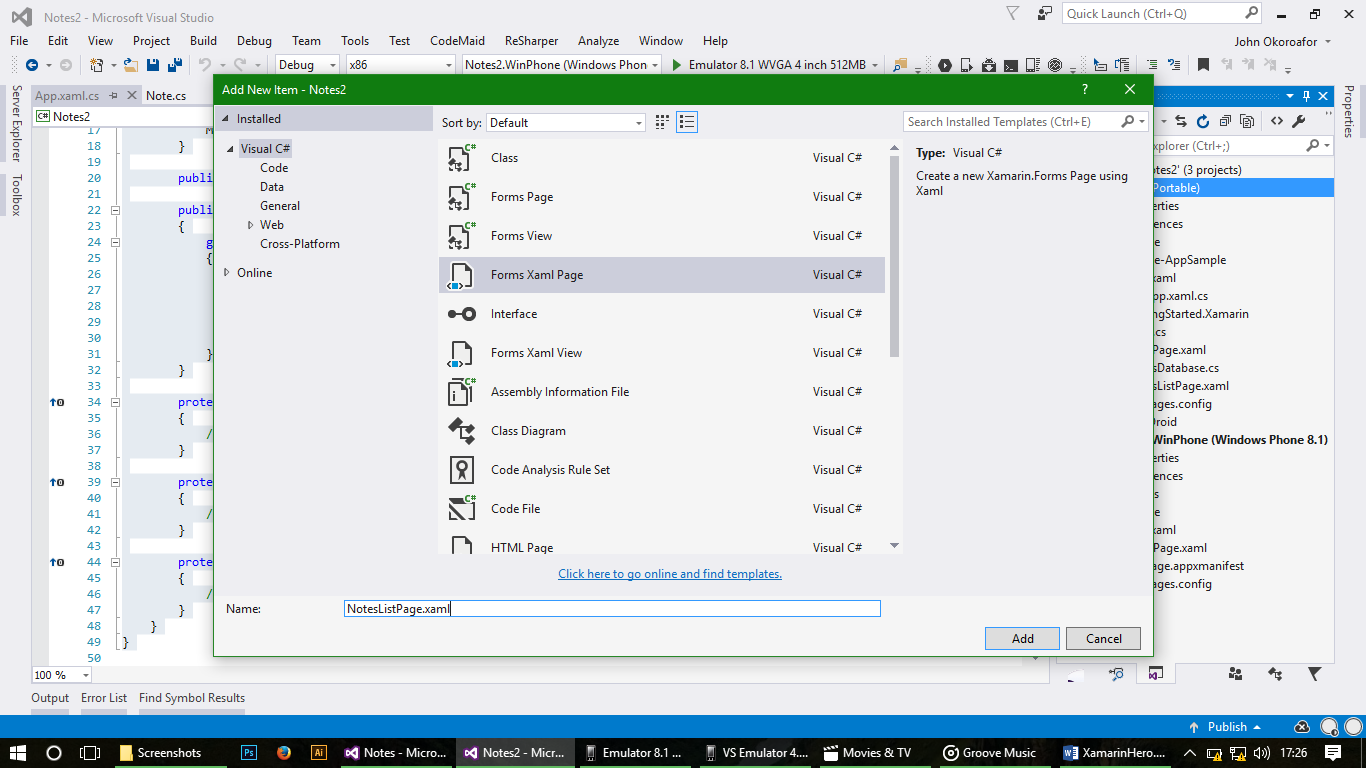 Notes2 - Microsoft Visual Studio
Quick Launch (Ctrl+Q)
File Edit View Project Build Debug Team Tools Test CodeMaid ReSharper Analyze Window Help
John Okoroafor
Debug x86 Notes2.WinPhone (Windows Phon Emulator 8.1 WVGA 4 inch 512MB
App.xaml.cs Note.cs
C# Notes2
Server Explorer
Toolbox
Properties
Add New Item - Notes2
?
Installed
Visual C#
Code
Data
General
Web
Cross-Platform
Online
Sort by: Default
Search Installed Templates (Ctrl+E)
Class Visual C#
Forms Page Visual C#
Forms View Visual C#
Forms Xaml Page Visual C#
Interface Visual C#
Forms Xaml View Visual C#
Assembly Information File Visual C#
Class Diagram Visual C#
Code Analysis Rule Set Visual C#
Code File Visual C#
HTML Page Visual C#
Click here to go online and find templates.
Type: Visual C#
Create a new Xamarin.Forms Page using
Xaml
Name: NotesListPage.xaml
Add Cancel
17 M
18 }
19
20 publi
21
22 publi
23 {
24 g
25 {
26
27
28
29
30
31 }
32 }
33
34 prote
35 {
36 /
37 }
38
39 prote
40 {
41 /
42 }
43
44 prote
45 {
46 /
47 }
48 }
49 }
50
xplorer (Ctrl+;)
otes2' (3 projects)
Portable)
erties
ences
e
e-AppSample
xaml
pp.xaml.cs
ngStarted.Xamarin
.cs
Page.xaml
sDatabase.cs
sListPage.xaml
ages.config
Droid
WinPhone (Windows Phone 8.1)
erties
ences
s
e
xaml
Page.xaml
age.appxmanifest
ages.config
100 %
Output Error List Find Symbol Results
Publish
Screenshots
Ps
Ai
Notes - Micro...
Notes2 - Micr...
Emulator 8.1 ...
VS Emulator 4....
Movies & TV
Groove Music
XamarinHero....
17:26